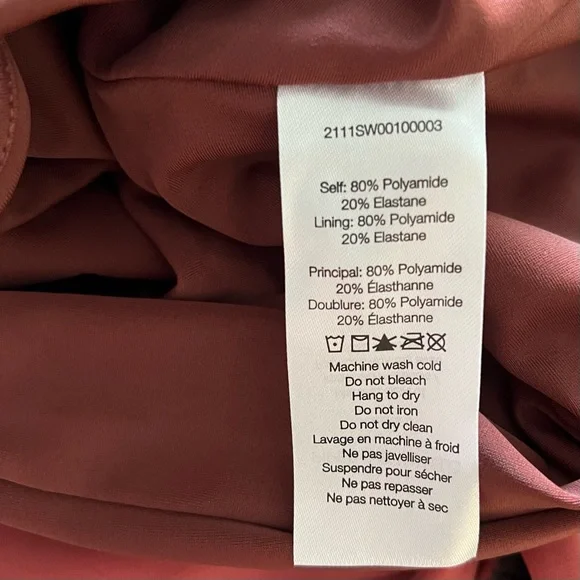 2111SW00100003
Self: 80% Polyamide
20% Elastane
Lining: 80% Polyamide
20% Elastane
Principal: 80% Polyamide
20% Élasthanne
Doublure: 80% Polyamide
20% Élasthanne
Machine wash cold
Do not bleach
Hang to dry
Do not iron
Do not dry clean
Lavage en machine à froid
Ne pas javelliser
Suspendre pour sécher
Ne pas repasser
Ne pas nettoyer à sec